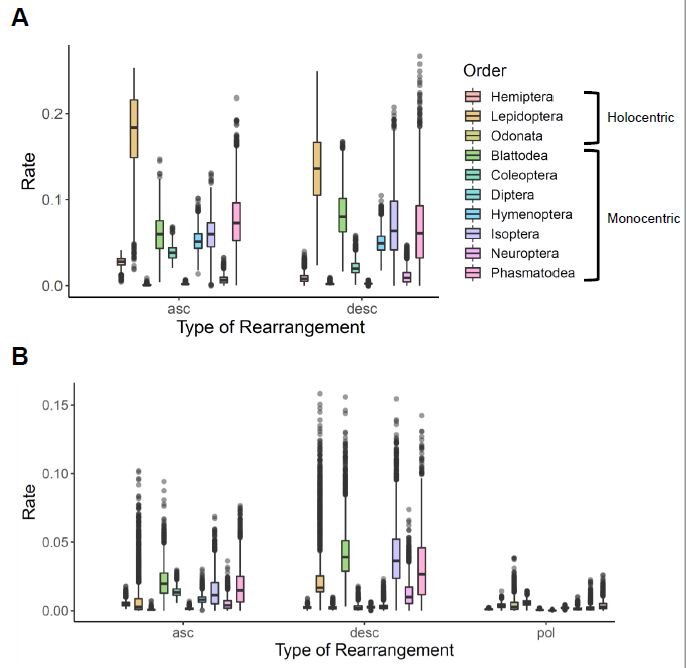 A
Rate
0.2
0.1
0.0
asc
desc
Type of Rearrangement
Order
Hemiptera
Lepidoptera
Odonata
Blattodea
Coleoptera
Diptera
Hymenoptera
Isoptera
Neuroptera
Phasmatodea
Holocentric
Monocentric
B
Rate
0.15
0.10
0.05
0.00
asc
desc
pol
Type of Rearrangement